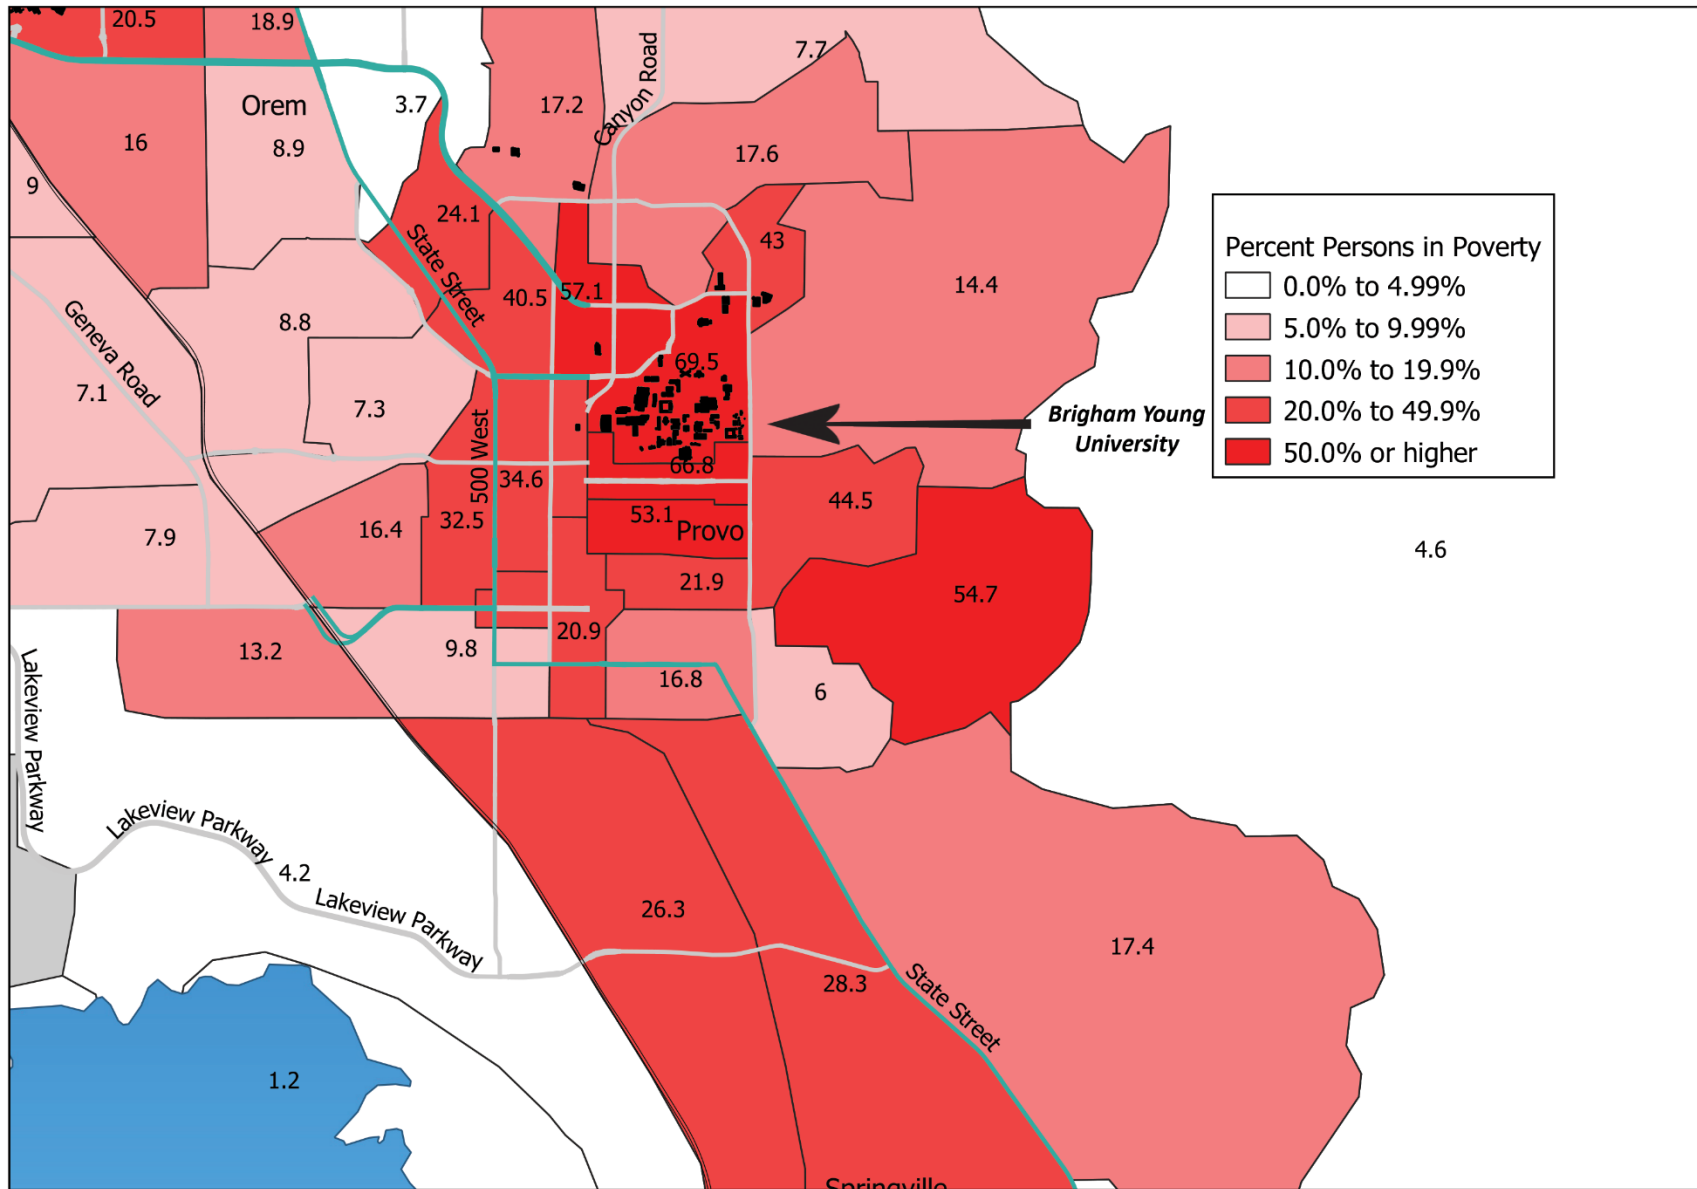 20.5
18.9
7.7
Canyon Road
Orem
3.7
17.2
16
8.9
17.6
9
24.1
State Street
43
14.4
40.5
57.1
Geneva Road
8.8
69.5
7.1
7.3
Brigham Young
University
500 West
34.6
66.8
44.5
32.5
16.4
53.1
Provo
7.9
21.9
54.7
4.6
13.2
9.8
20.9
16.8
6
Lakeview Parkway
Lakeview Parkway
4.2
Lakeview Parkway
26.3
17.4
28.3
State Street
1.2
Springville
Percent Persons in Poverty
0.0% to 4.99%
5.0% to 9.99%
10.0% to 19.9%
20.0% to 49.9%
50.0% or higher